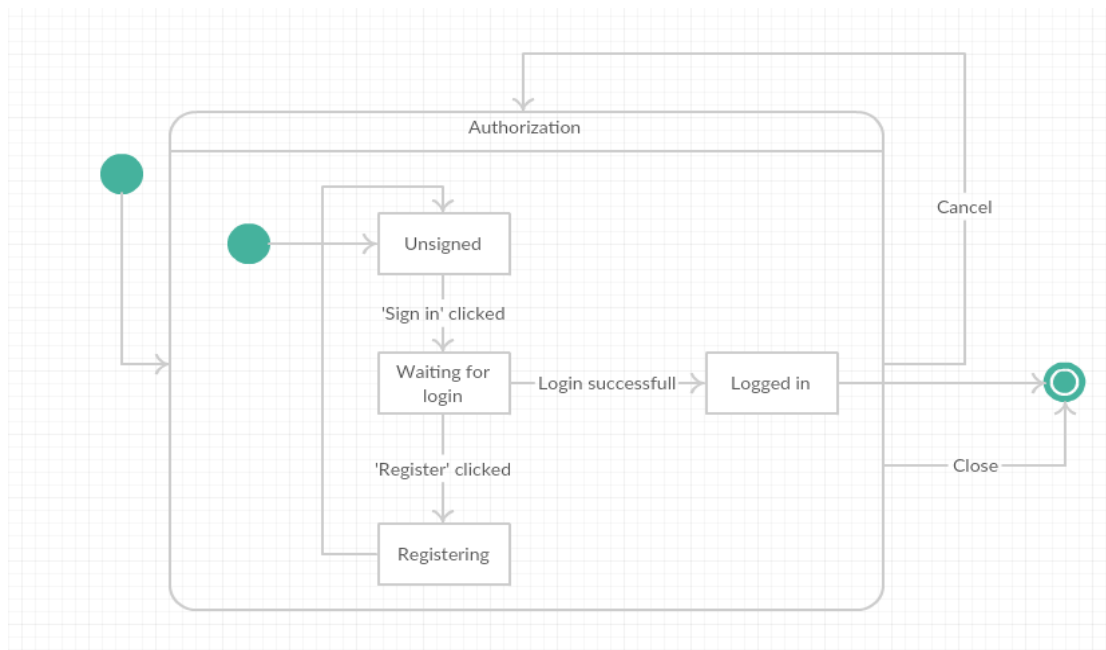 Authorization
Cancel
Unsigned
'Sign in' clicked
Waiting for
login
Login successfull
Logged in
'Register' clicked
Close
Registering